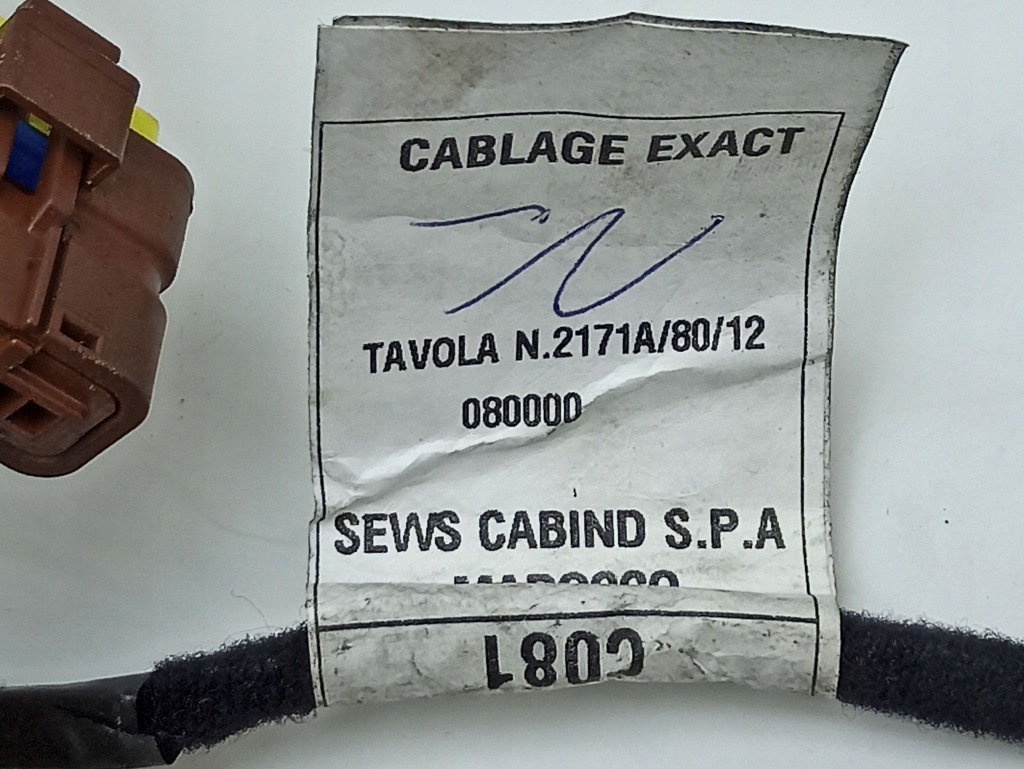 CABLAGE EXACT
TAVOLA N.2171A/80/12
080000
SEWS CABIND S.P.A
C081